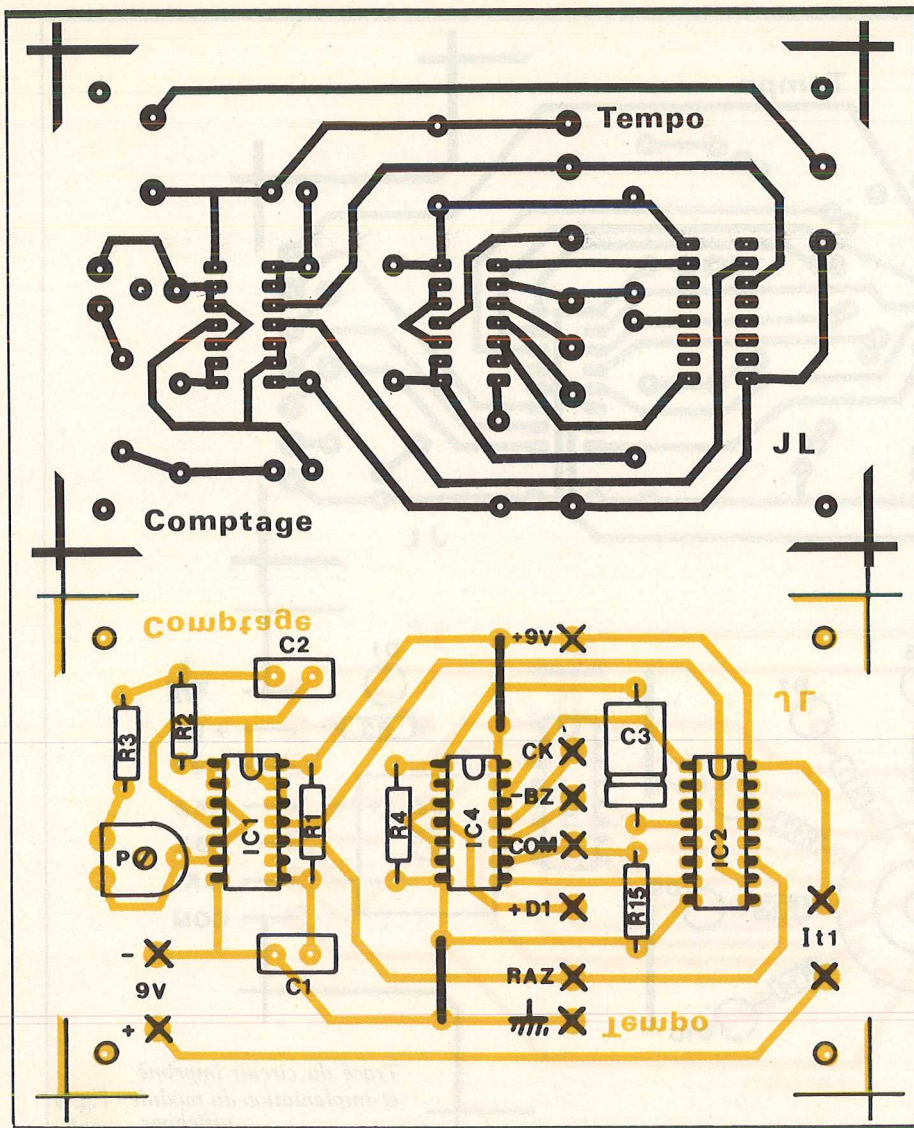 Tempo
JL
Comptage
Comptage
C2
+9V
JL
R3
R2
CK
C3
-BZ
IC1
R1
R4
IC4
IC2
COM
P
+D1
R15
It1
-
9V
C1
RAZ
+
Tempo